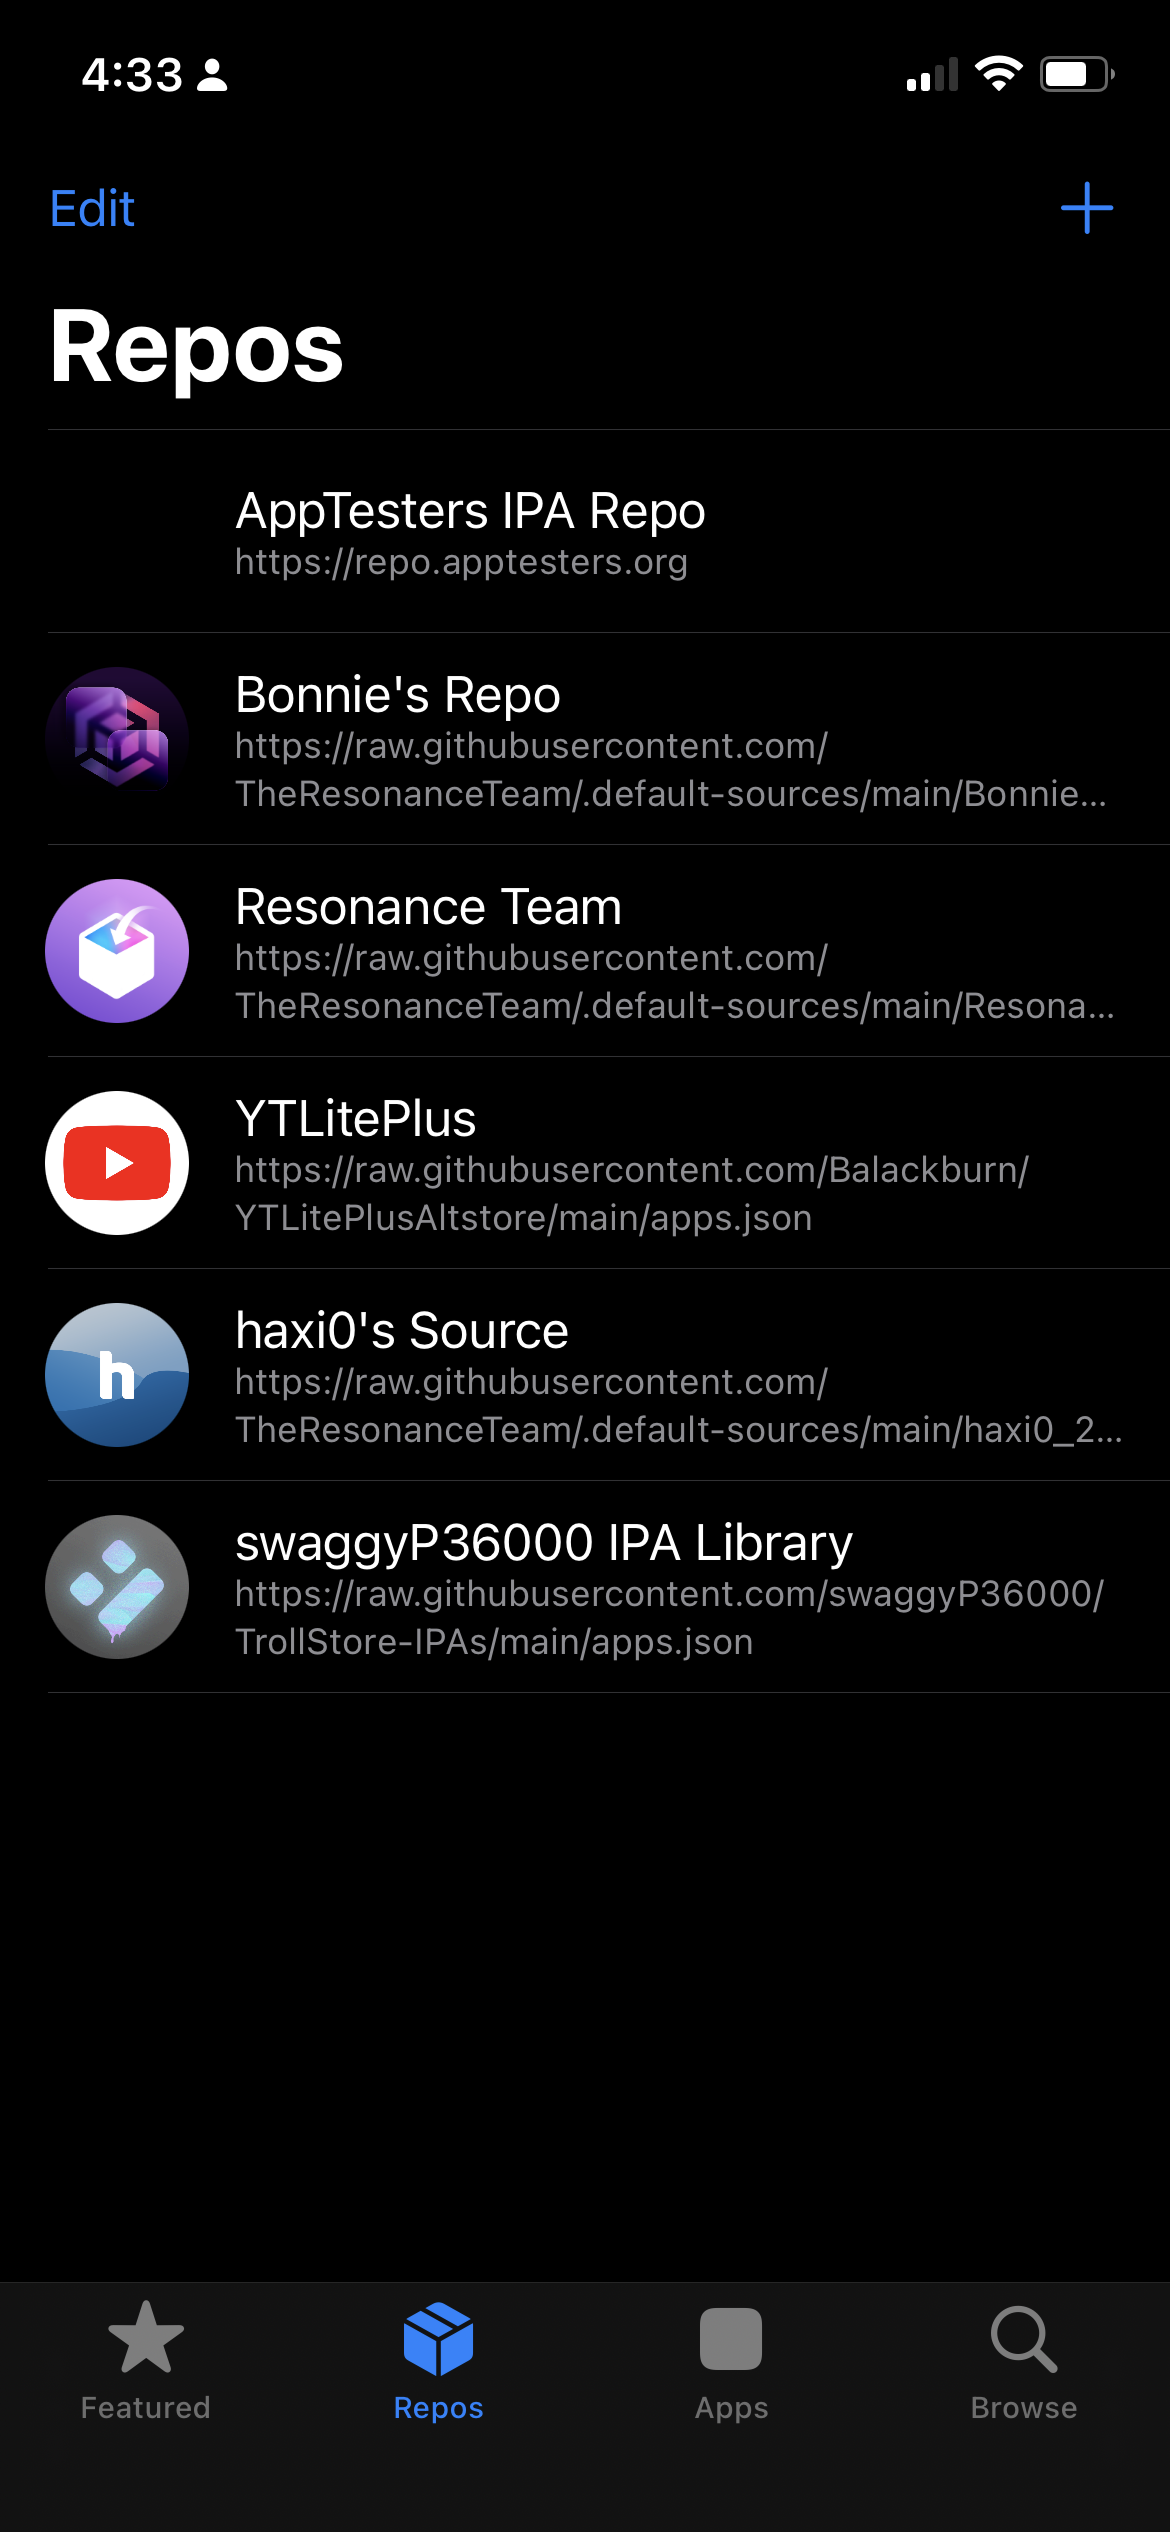 4:33
Edit
Repos
AppTesters IPA Repo
https://repo.apptesters.org
Bonnie's Repo
https://raw.githubusercontent.com/
TheResonanceTeam/.default-sources/main/Bonnie...
Resonance Team
https://raw.githubusercontent.com/
TheResonanceTeam/.default-sources/main/Resona...
YTLitePlus
https://raw.githubusercontent.com/Balackburn/
YTLitePlusAltstore/main/apps.json
h
haxi0's Source
https://raw.githubusercontent.com/
TheResonanceTeam/.default-sources/main/haxi0_2...
swaggyP36000 IPA Library
https://raw.githubusercontent.com/swaggyP36000/
TrollStore-IPAs/main/apps.json
Featured
Repos
Apps
Browse